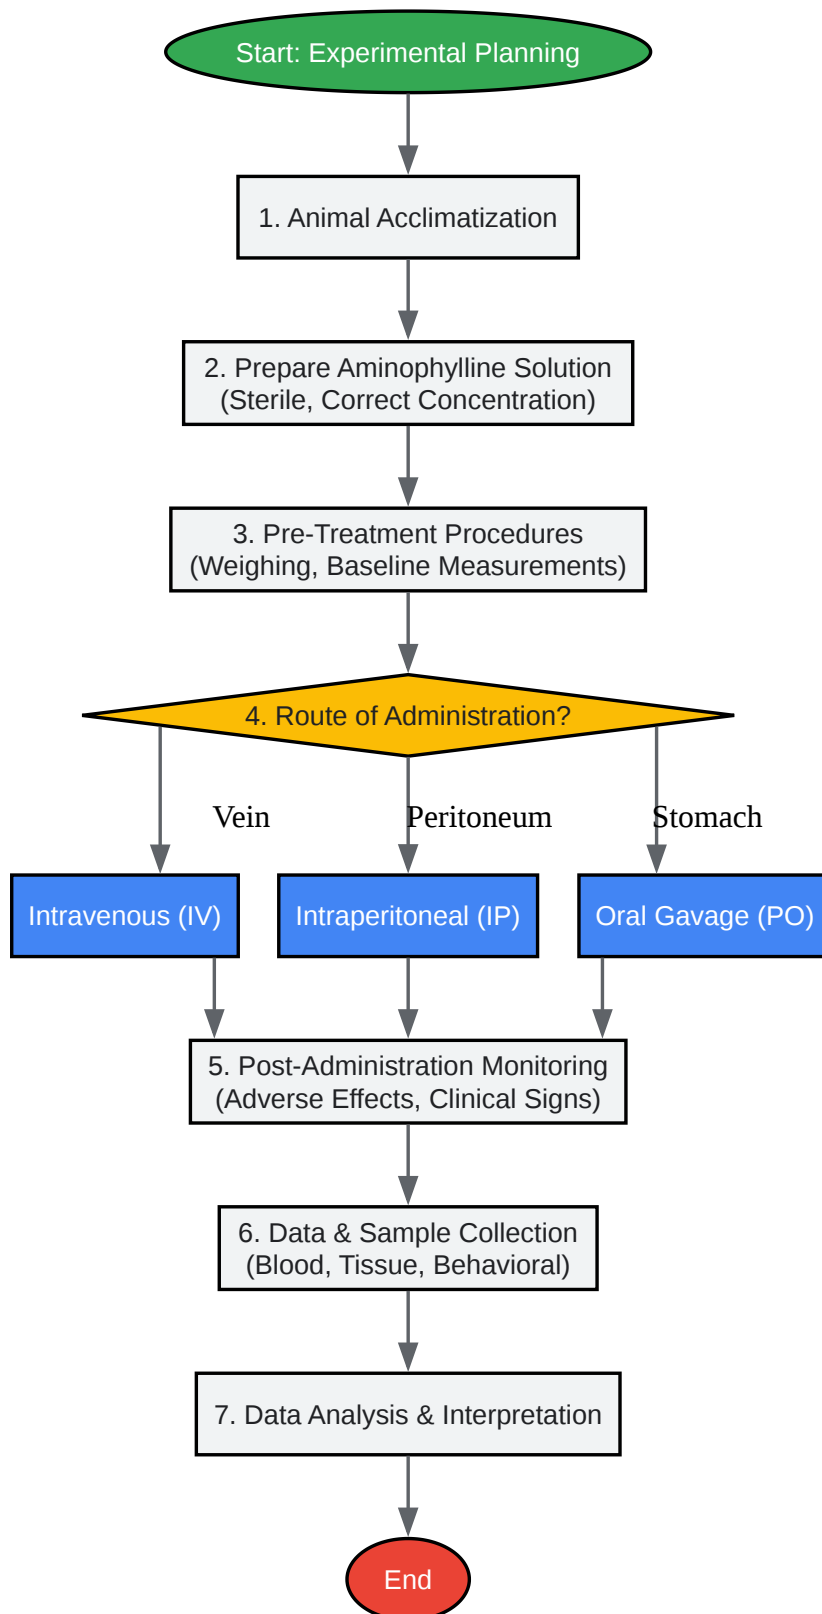 Start: Experimental Planning
1. Animal Acclimatization
2. Prepare Aminophylline Solution
(Sterile, Correct Concentration)
3. Pre-Treatment Procedures
(Weighing, Baseline Measurements)
4. Route of Administration?
Vein
Peritoneum
Stomach
Intravenous (IV)
Intraperitoneal (IP)
Oral Gavage (PO)
5. Post-Administration Monitoring
(Adverse Effects, Clinical Signs)
6. Data & Sample Collection
(Blood, Tissue, Behavioral)
7. Data Analysis & Interpretation
End